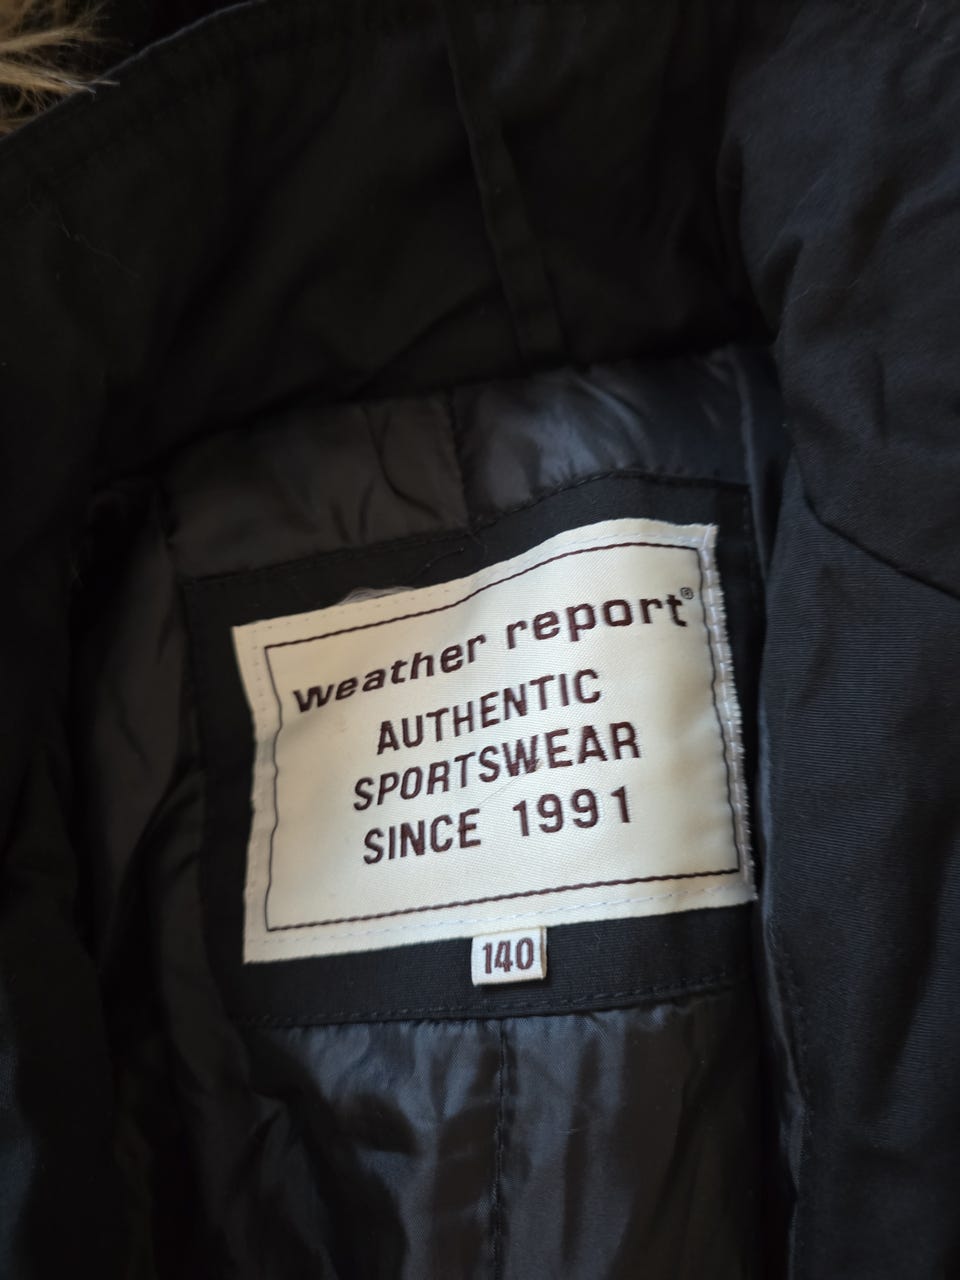 weather report®
AUTHENTIC
SPORTSWEAR
SINCE 1991
140